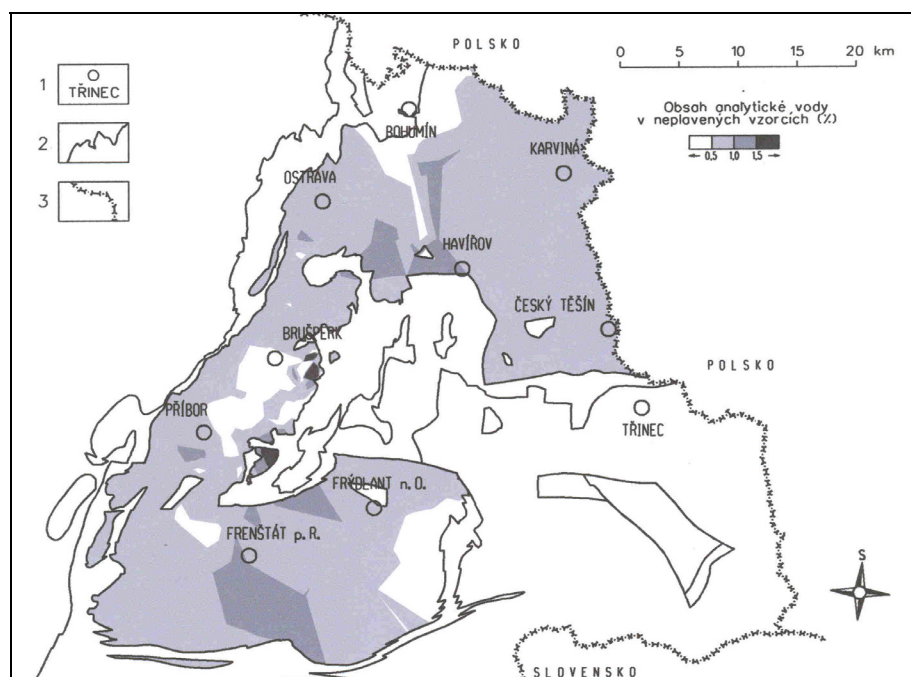 POLSKO
0 5 10 15 20 km
1
TŘINEC
2
3
Obsah analytické vody
v neplavených vzorcích (%)
0,5 1,0 1,5
BOHUMÍN
KARVINÁ
OSTRAVA
HAVÍŘOV
ČESKÝ TĚŠÍN
BRUŠPERK
POLSKO
PŘÍBOR
TŘINEC
FRÝDLANT n. O.
FRENŠTÁT p. R.
S
SLOVENSKO